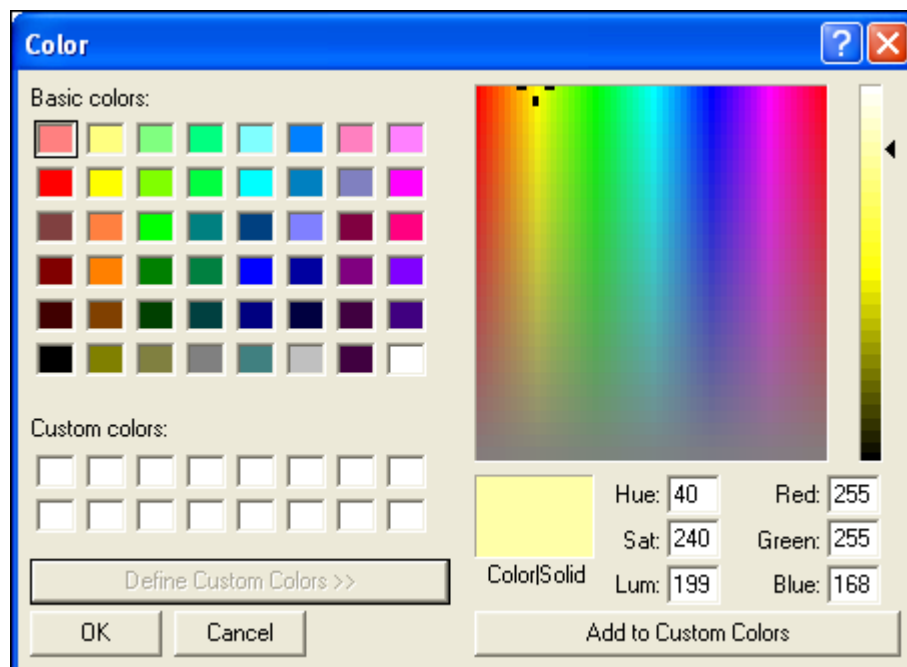 Color
Basic colors:
Custom colors:
Define Custom Colors >>
OK Cancel
Color|Solid
Hue: 40 Red: 255
Sat: 240 Green: 255
Lum: 199 Blue: 168
Add to Custom Colors